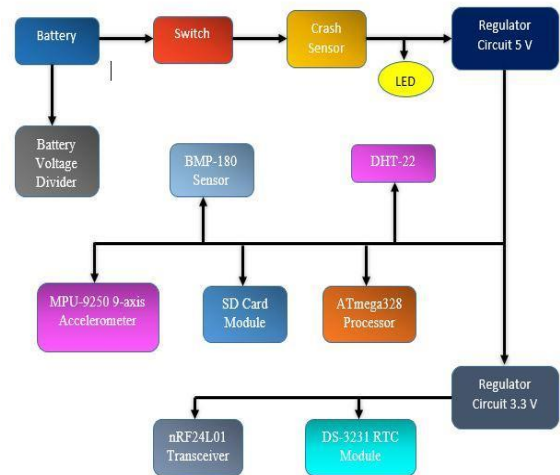 Battery
Switch
Crash
Sensor
Regulator
Circuit 5 V
LED
Battery
Voltage
Divider
BMP-180
Sensor
DHT-22
MPU-9250 9-axis
Accelerometer
SD Card
Module
ATmega328
Processor
Regulator
Circuit 3.3 V
nRF24L01
Transceiver
DS-3231 RTC
Module